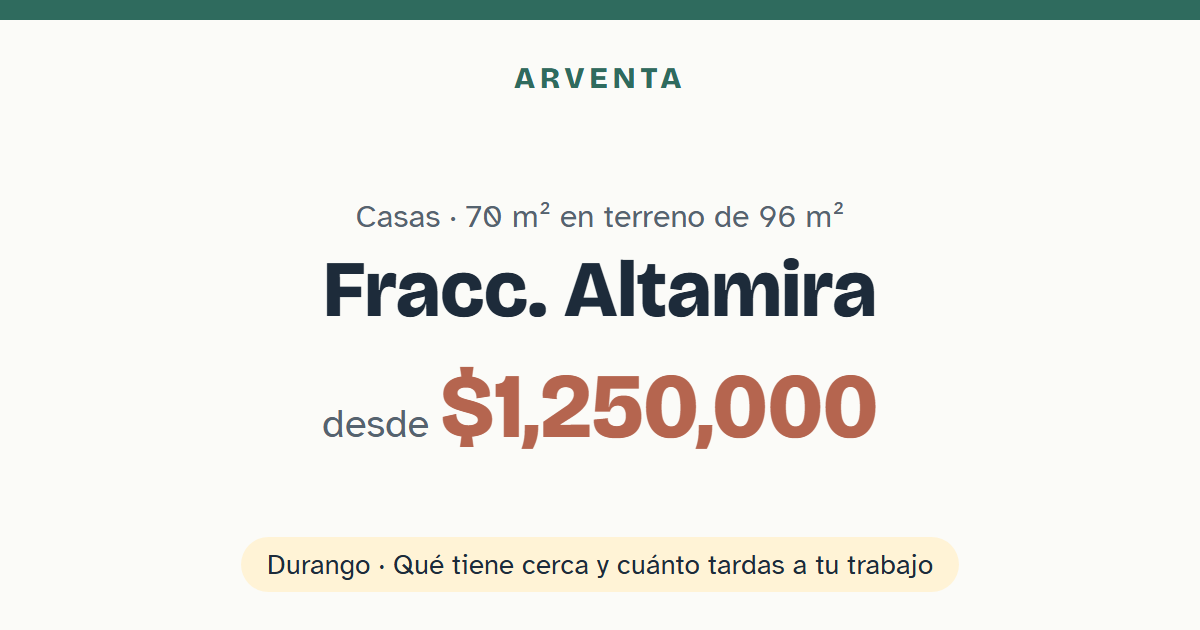 ARVENTA
Casas · 70 m² en terreno de 96 m²
Fracc. Altamira
desde $1,250,000
Durango · Qué tiene cerca y cuánto tardas a tu trabajo